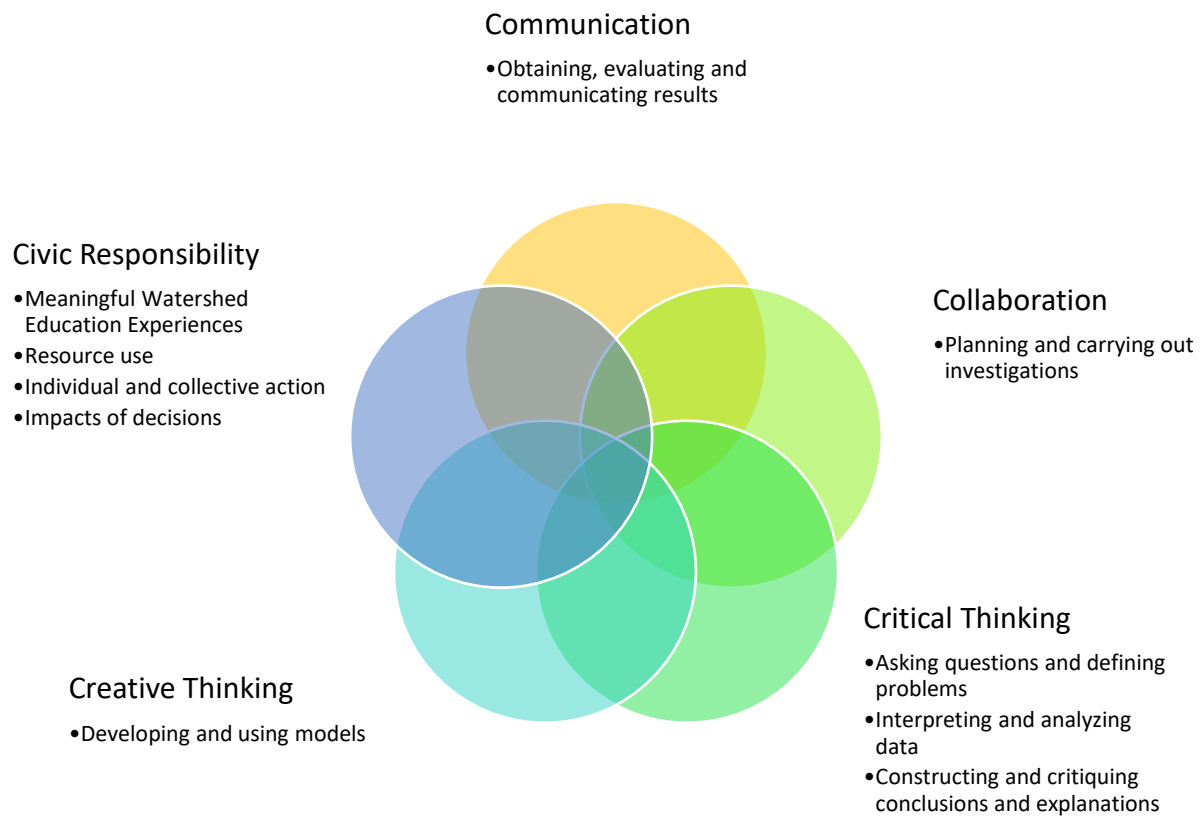 Communication
•Obtaining, evaluating and
communicating results
Civic Responsibility
•Meaningful Watershed
Education Experiences
•Resource use
•Individual and collective action
•Impacts of decisions
Collaboration
•Planning and carrying out
investigations
Creative Thinking
•Developing and using models
Critical Thinking
•Asking questions and defining
problems
•Interpreting and analyzing
data
•Constructing and critiquing
conclusions and explanations